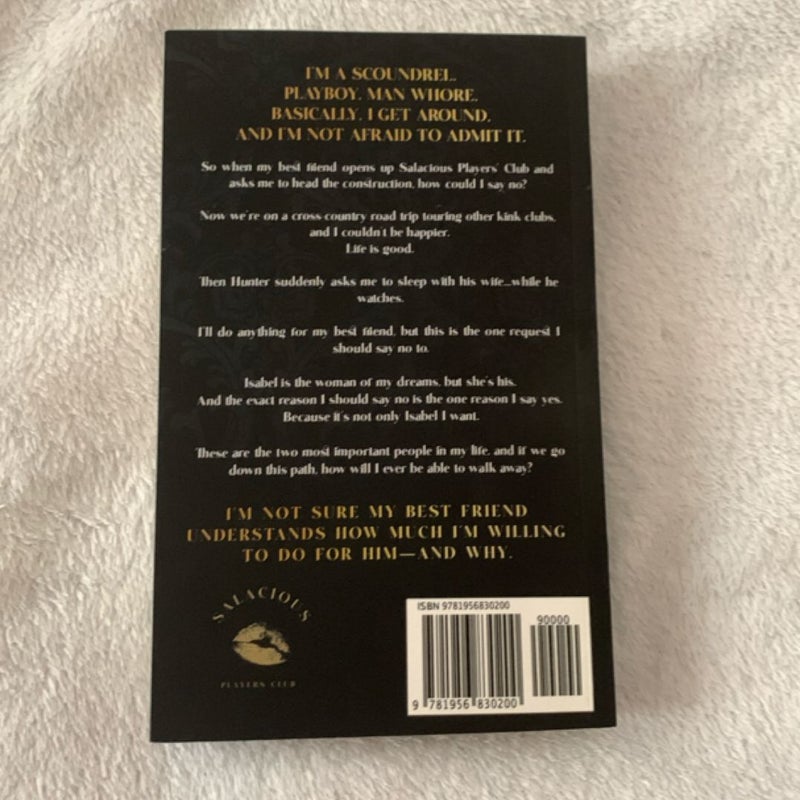 I'M A SCOUNDREL.
PLAYBOY. MAN WHORE.
BASICALLY, I GET AROUND,
AND I'M NOT AFRAID TO ADMIT IT.
So when my best friend opens up Salacious Players' Club and
asks me to head the construction, how could I say no?
Now we're on a cross-country road trip touring other kink clubs,
and I couldn't be happier.
Life is good.
Then Hunter suddenly asks me to sleep with his wife...while he
watches.
I'll do anything for my best friend, but this is the one request I
should say no to.
Isabel is the woman of my dreams, but she's his.
And the exact reason I should say no is the one reason I say yes.
Because it's not only Isabel I want.
These are the two most important people in my life, and if we go
down this path, how will I ever be able to walk away?
I'M NOT SURE MY BEST FRIEND
UNDERSTANDS HOW MUCH I'M WILLING
TO DO FOR HIM—AND WHY.
SALACIOUS
PLAYERS CLUB
ISBN 9781956830200
90000
9 781956 830200